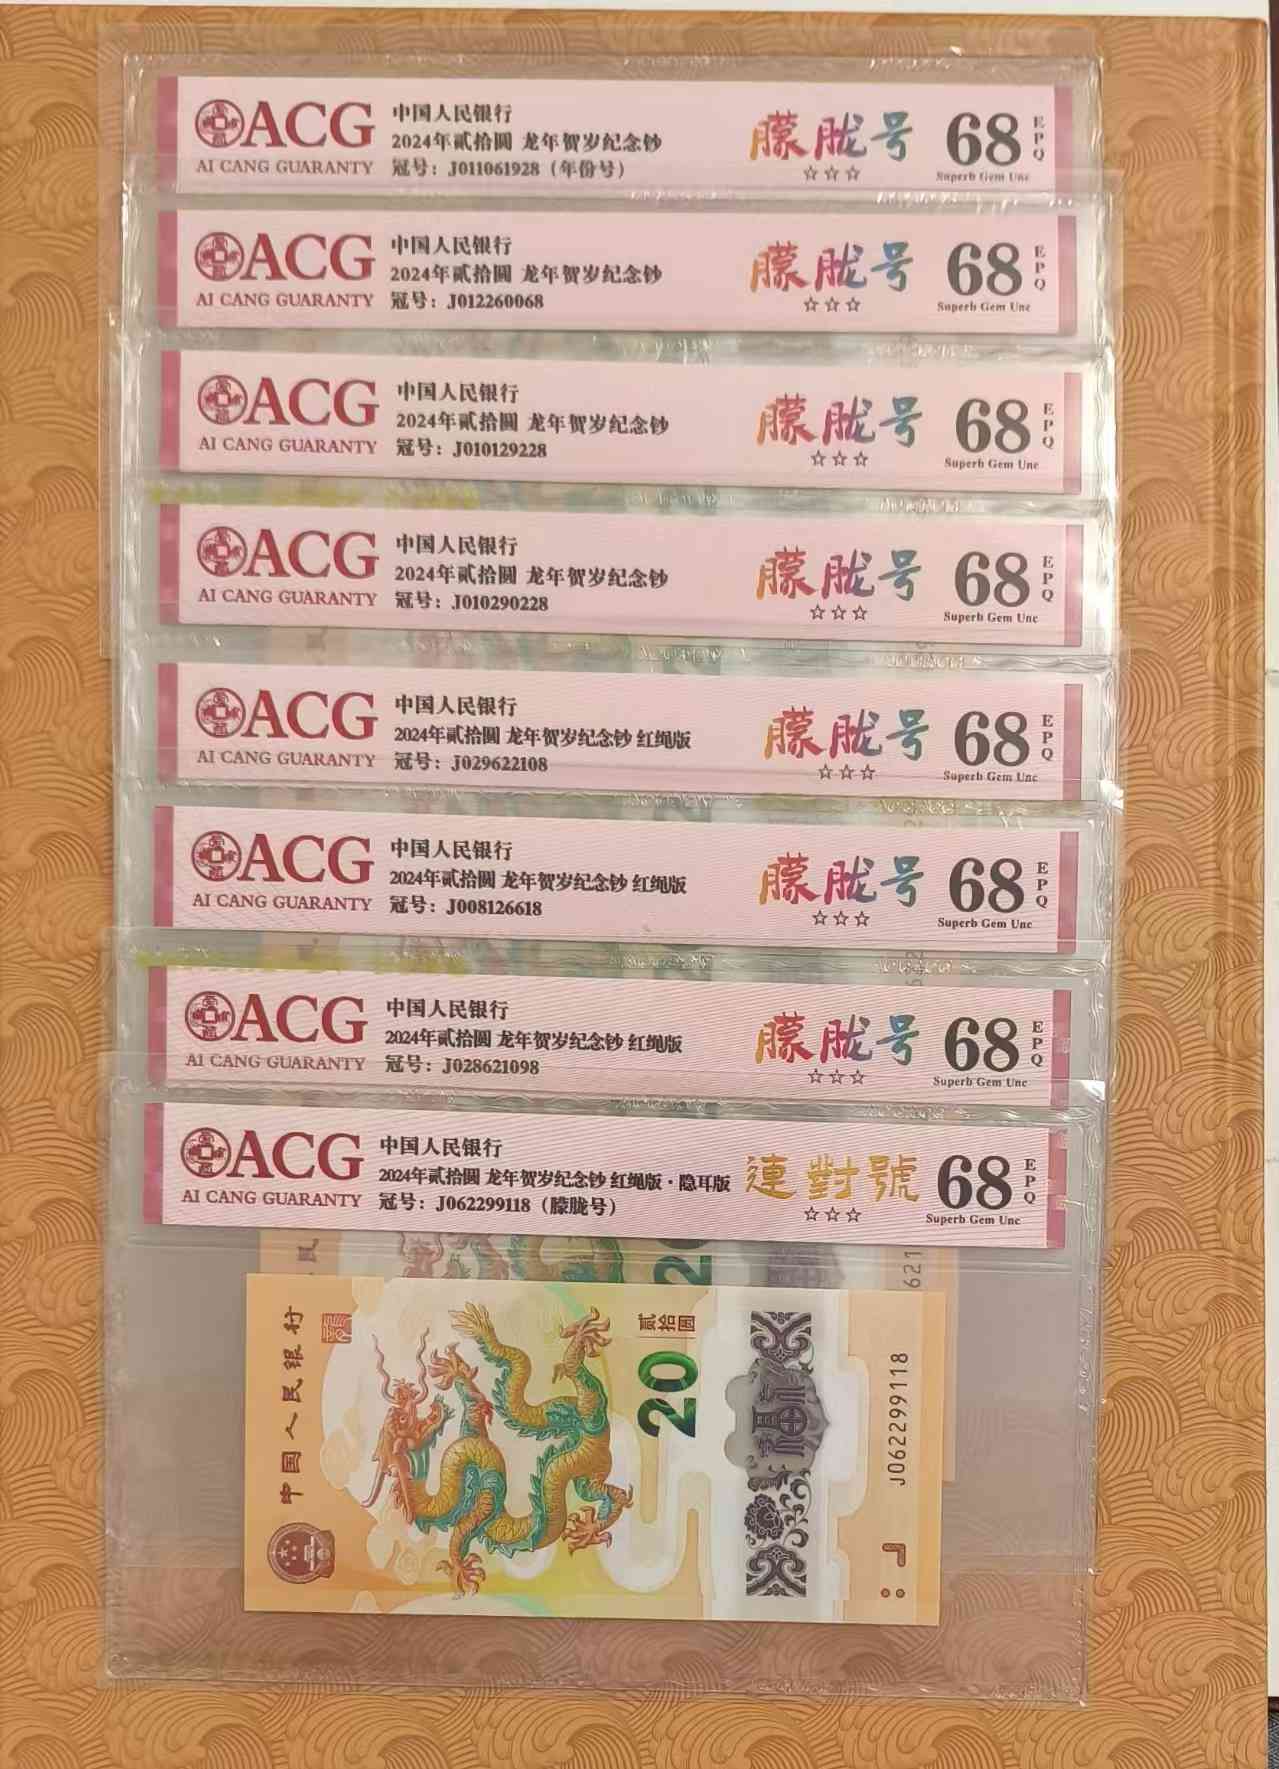 ACG
AI CANG GUARANTY
中国人民银行
2024年贰拾圆 龙年贺岁纪念钞
冠号：J011061928（年份号）
朦胧号
☆☆☆
68
EPQ
Superb Gem Unc
ACG
AI CANG GUARANTY
中国人民银行
2024年贰拾圆 龙年贺岁纪念钞
冠号：J012260068
朦胧号
☆☆☆
68
EPQ
Superb Gem Unc
ACG
AI CANG GUARANTY
中国人民银行
2024年贰拾圆 龙年贺岁纪念钞
冠号：J010129228
朦胧号
☆☆☆
68
EPQ
Superb Gem Unc
ACG
AI CANG GUARANTY
中国人民银行
2024年贰拾圆 龙年贺岁纪念钞
冠号：J010290228
朦胧号
☆☆☆
68
EPQ
Superb Gem Unc
ACG
AI CANG GUARANTY
中国人民银行
2024年贰拾圆 龙年贺岁纪念钞 红绳版
冠号：J029622108
朦胧号
☆☆☆
68
EPQ
Superb Gem Unc
ACG
AI CANG GUARANTY
中国人民银行
2024年贰拾圆 龙年贺岁纪念钞 红绳版
冠号：J008126618
朦胧号
☆☆☆
68
EPQ
Superb Gem Unc
ACG
AI CANG GUARANTY
中国人民银行
2024年贰拾圆 龙年贺岁纪念钞 红绳版
冠号：J028621098
朦胧号
☆☆☆
68
EPQ
Superb Gem Unc
ACG
AI CANG GUARANTY
中国人民银行
2024年贰拾圆 龙年贺岁纪念钞 红绳版·隐耳版
冠号：J062299118（朦胧号）
連對號
☆☆☆
68
EPQ
Superb Gem Unc
民
20
621
中国人民银行
贰拾圆
20
J062299118